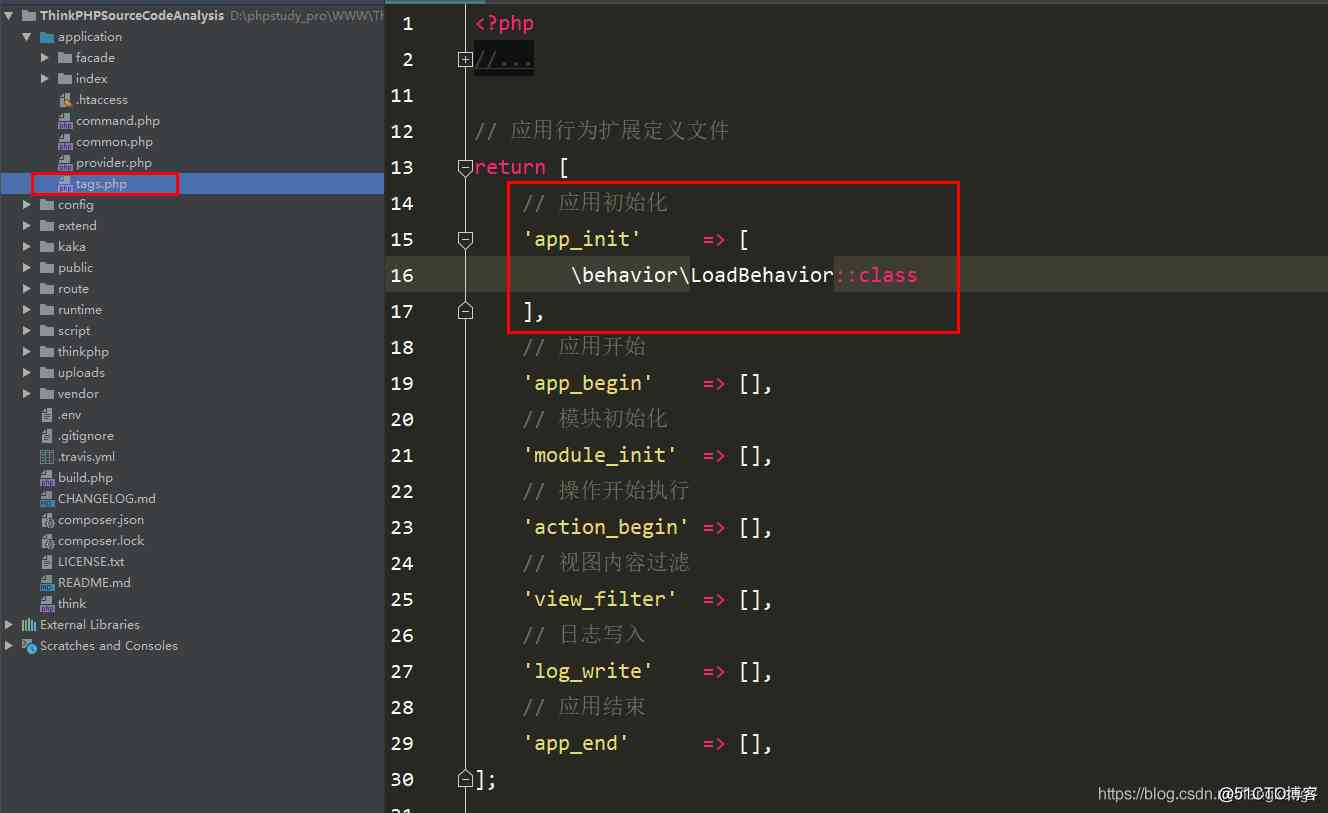 ThinkPHPSourceCodeAnalysis D:\phpstudy_pro\WWW\Th
application
facade
index
.htaccess
command.php
common.php
provider.php
tags.php
config
extend
kaka
public
route
runtime
script
thinkphp
uploads
vendor
.env
.gitignore
.travis.yml
build.php
CHANGELOG.md
composer.json
composer.lock
LICENSE.txt
README.md
think
External Libraries
Scratches and Consoles
1 <?php
2 //...
11
12 // 应用行为扩展定义文件
13 return [
14 // 应用初始化
15 'app_init' => [
16 \behavior\LoadBehavior::class
17 ],
18 // 应用开始
19 'app_begin' => [],
20 // 模块初始化
21 'module_init' => [],
22 // 操作开始执行
23 'action_begin' => [],
24 // 视图内容过滤
25 'view_filter' => [],
26 // 日志写入
27 'log_write' => [],
28 // 应用结束
29 'app_end' => [],
30 ];
31
https://blog.csdn.
@51CTO博客